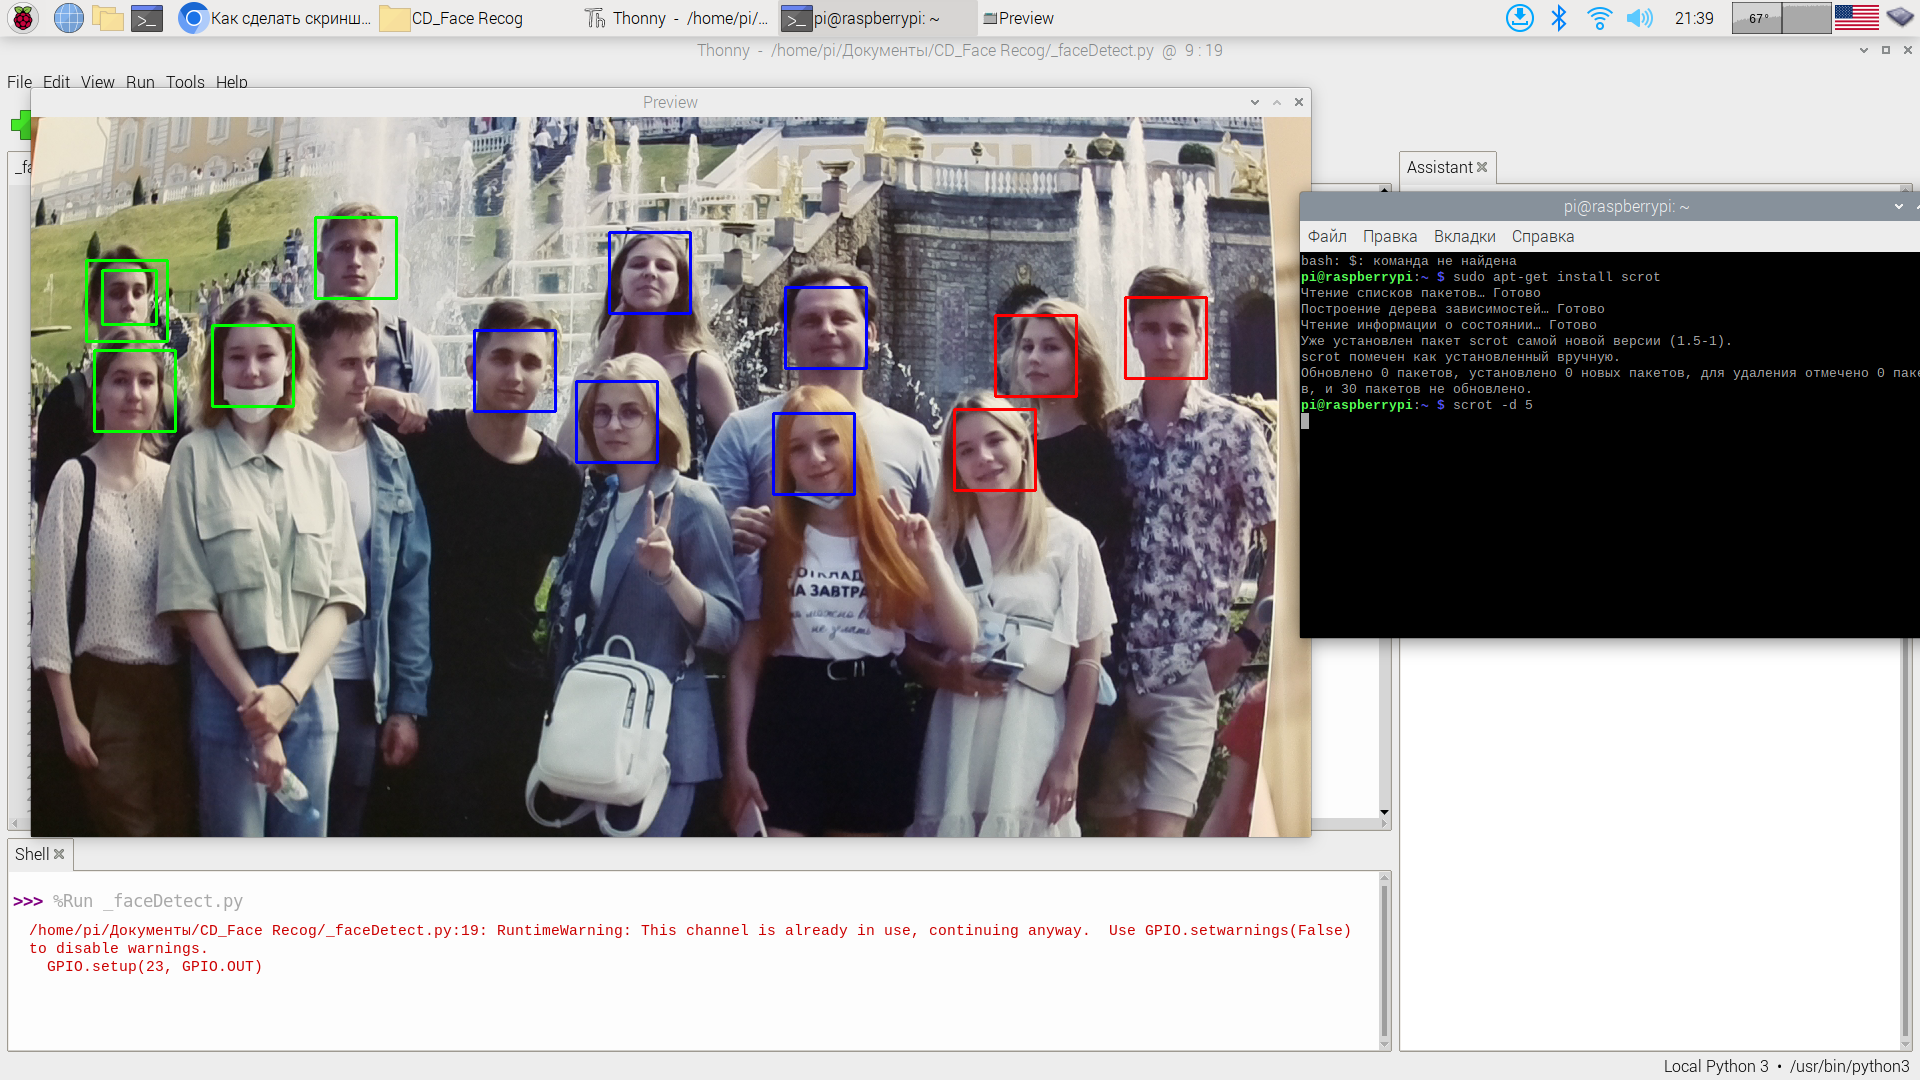 Как сделать скринш...
CD_Face Recog
Thonny - /home/pi/...
pi@raspberrypi: ~
Preview
21:39
67°
Thonny - /home/pi/Документы/CD_Face Recog/_faceDetect.py @ 9 : 19
File Edit View Run Tools Help
Preview
_fa
Assistant
pi@raspberrypi: ~
Файл Правка Вкладки Справка
bash: $: команда не найдена
pi@raspberrypi:~ $ sudo apt-get install scrot
Чтение списков пакетов… Готово
Построение дерева зависимостей… Готово
Чтение информации о состоянии… Готово
Уже установлен пакет scrot самой новой версии (1.5-1).
scrot помечен как установленный вручную.
Обновлено 0 пакетов, установлено 0 новых пакетов, для удаления отмечено 0 паке
в, и 30 пакетов не обновлено.
pi@raspberrypi:~ $ scrot -d 5
ОТКЛАД
НА ЗАВТРА
не делать
Shell
>>> %Run _faceDetect.py
/home/pi/Документы/CD_Face Recog/_faceDetect.py:19: RuntimeWarning: This channel is already in use, continuing anyway.  Use GPIO.setwarnings(False)
to disable warnings.
GPIO.setup(23, GPIO.OUT)
Local Python 3 • /usr/bin/python3